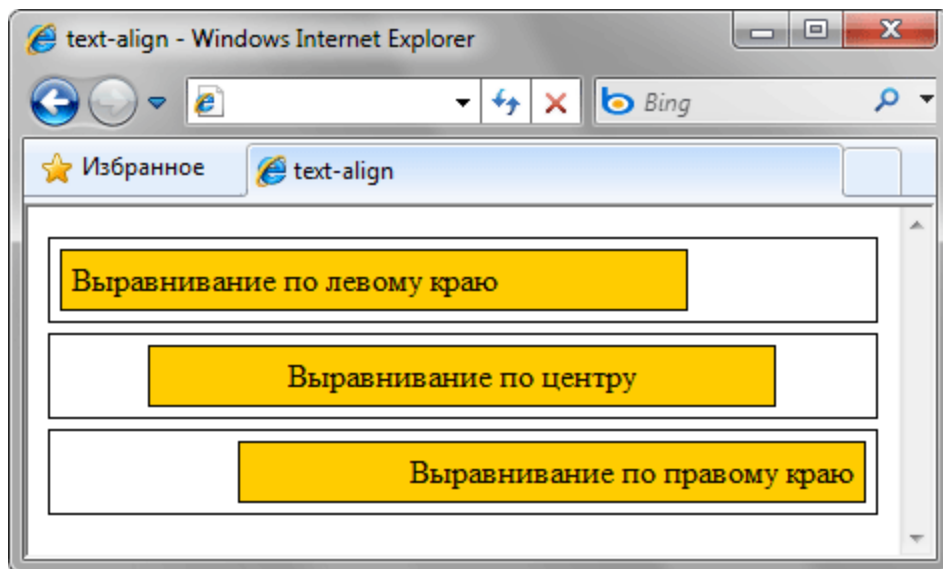 text-align - Windows Internet Explorer
Bing
Избранное
text-align
Выравнивание по левому краю
Выравнивание по центру
Выравнивание по правому краю